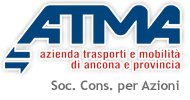 ATMA
azienda trasporti e mobilità
di ancona e provincia
Soc. Cons. per Azioni